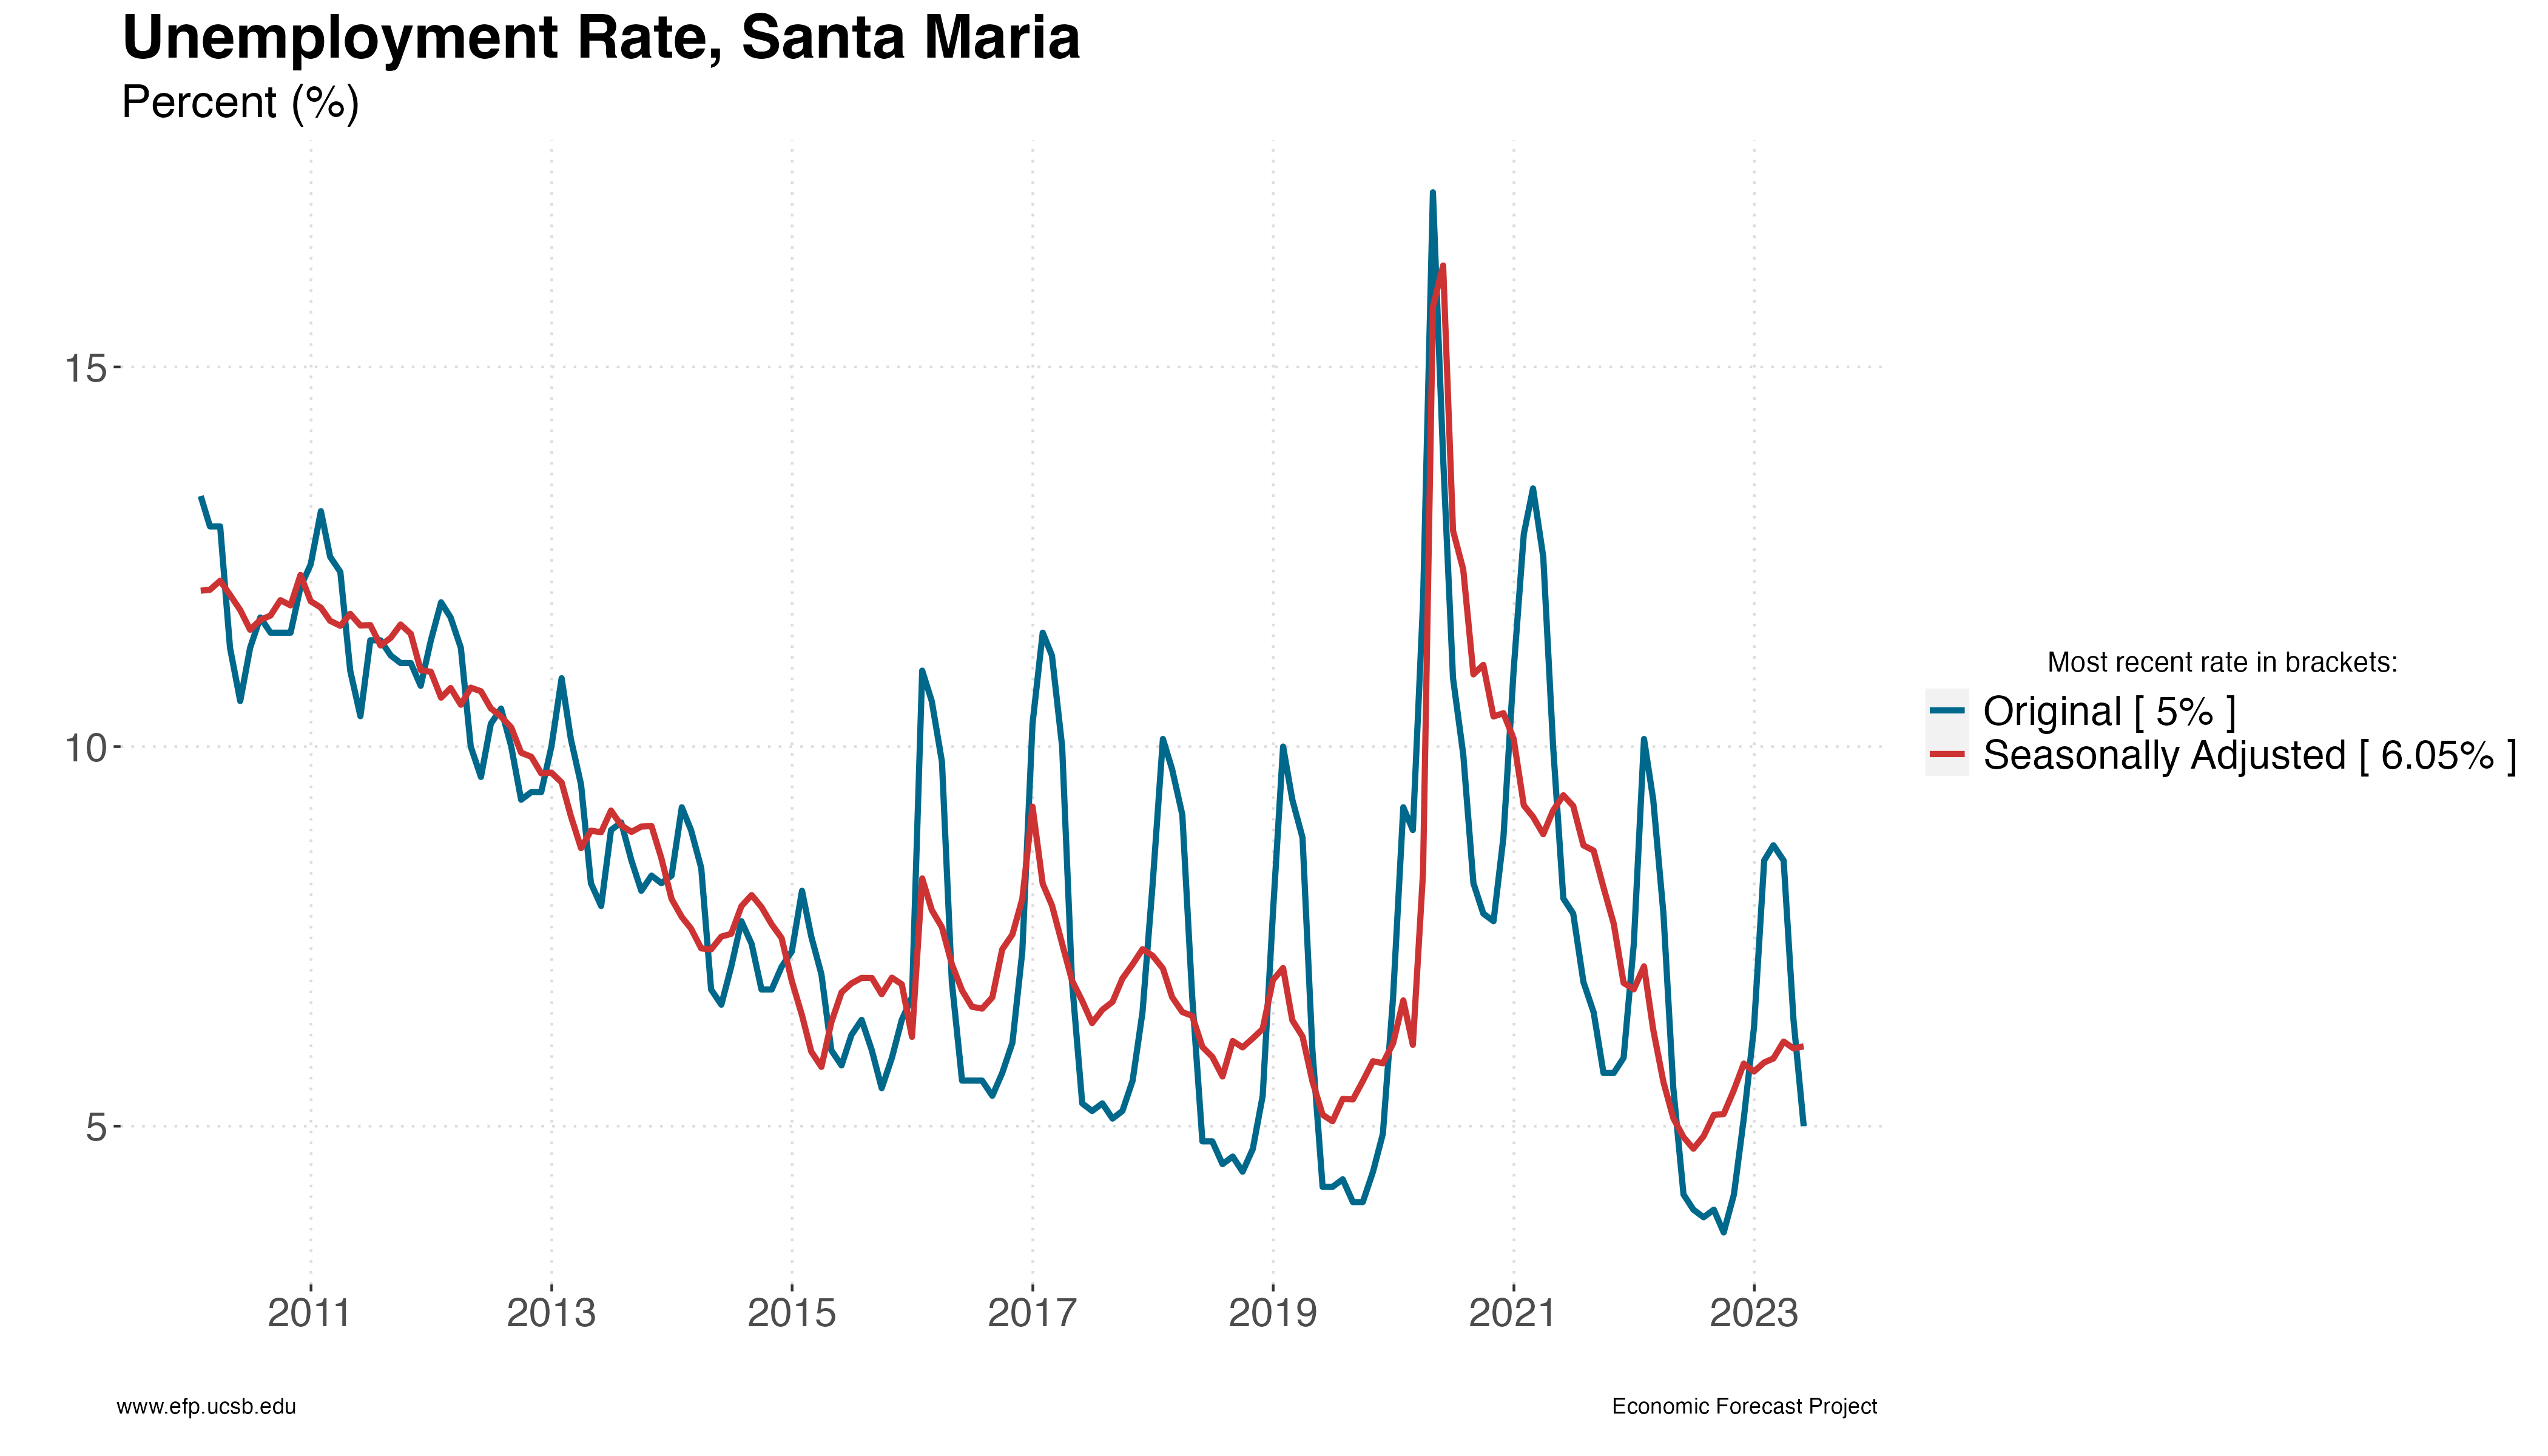 Unemployment Rate, Santa Maria
Percent (%)
15
10
5
2011 2013 2015 2017 2019 2021 2023
Most recent rate in brackets:
Original [ 5% ]
Seasonally Adjusted [ 6.05% ]
www.efp.ucsb.edu
Economic Forecast Project